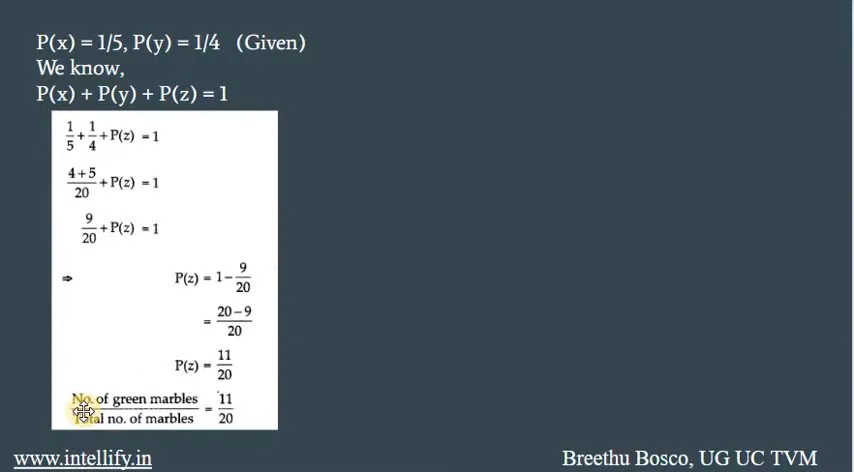 P(x) = 1/5, P(y) = 1/4 (Given)
We know,
P(x) + P(y) + P(z) = 1
1/5 + 1/4 + P(z) = 1
4+5/20 + P(z) = 1
9/20 + P(z) = 1
⇒ P(z) = 1 − 9/20
= 20−9/20
P(z) = 11/20
No. of green marbles/Total no. of marbles = 11/20
www.intellify.in
Breethu Bosco, UG UC TVM